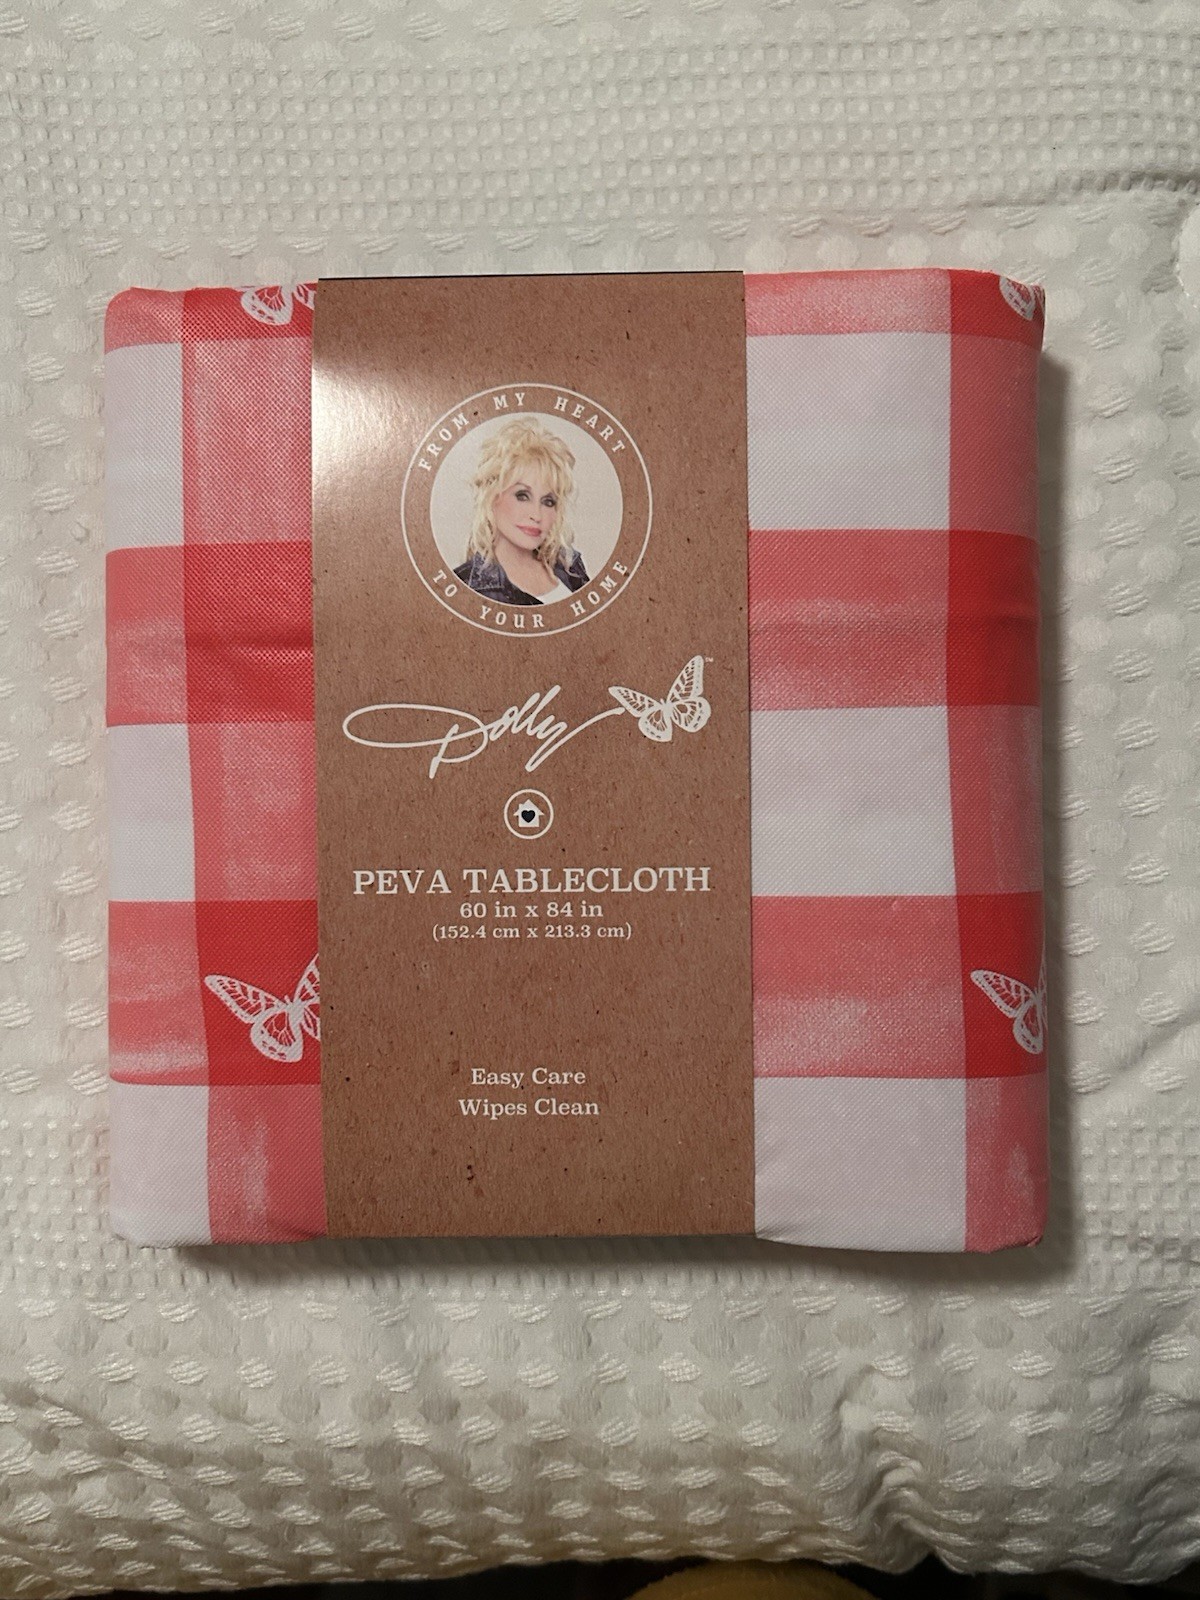 FROM MY HEART
TO YOUR HOME
Dolly
™
PEVA TABLECLOTH
60 in x 84 in
(152.4 cm x 213.3 cm)
Easy Care
Wipes Clean